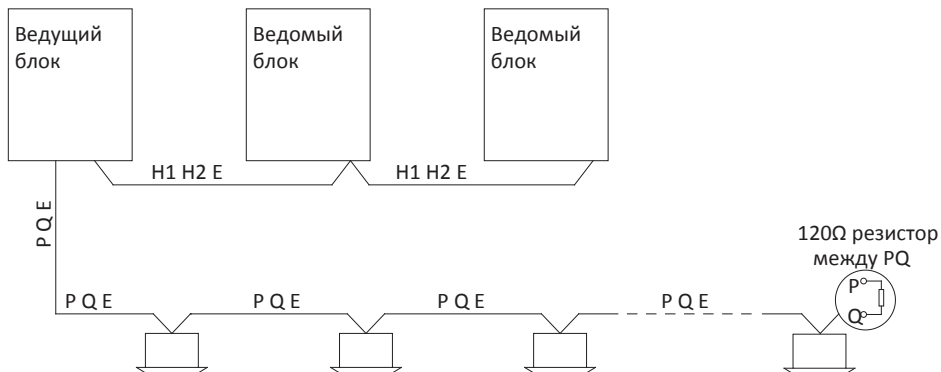 Ведущий
блок
Ведомый
блок
Ведомый
блок
H1 H2 E
H1 H2 E
P Q E
120Ω резистор
между PQ
P
Q
P Q E
P Q E
P Q E
P Q E